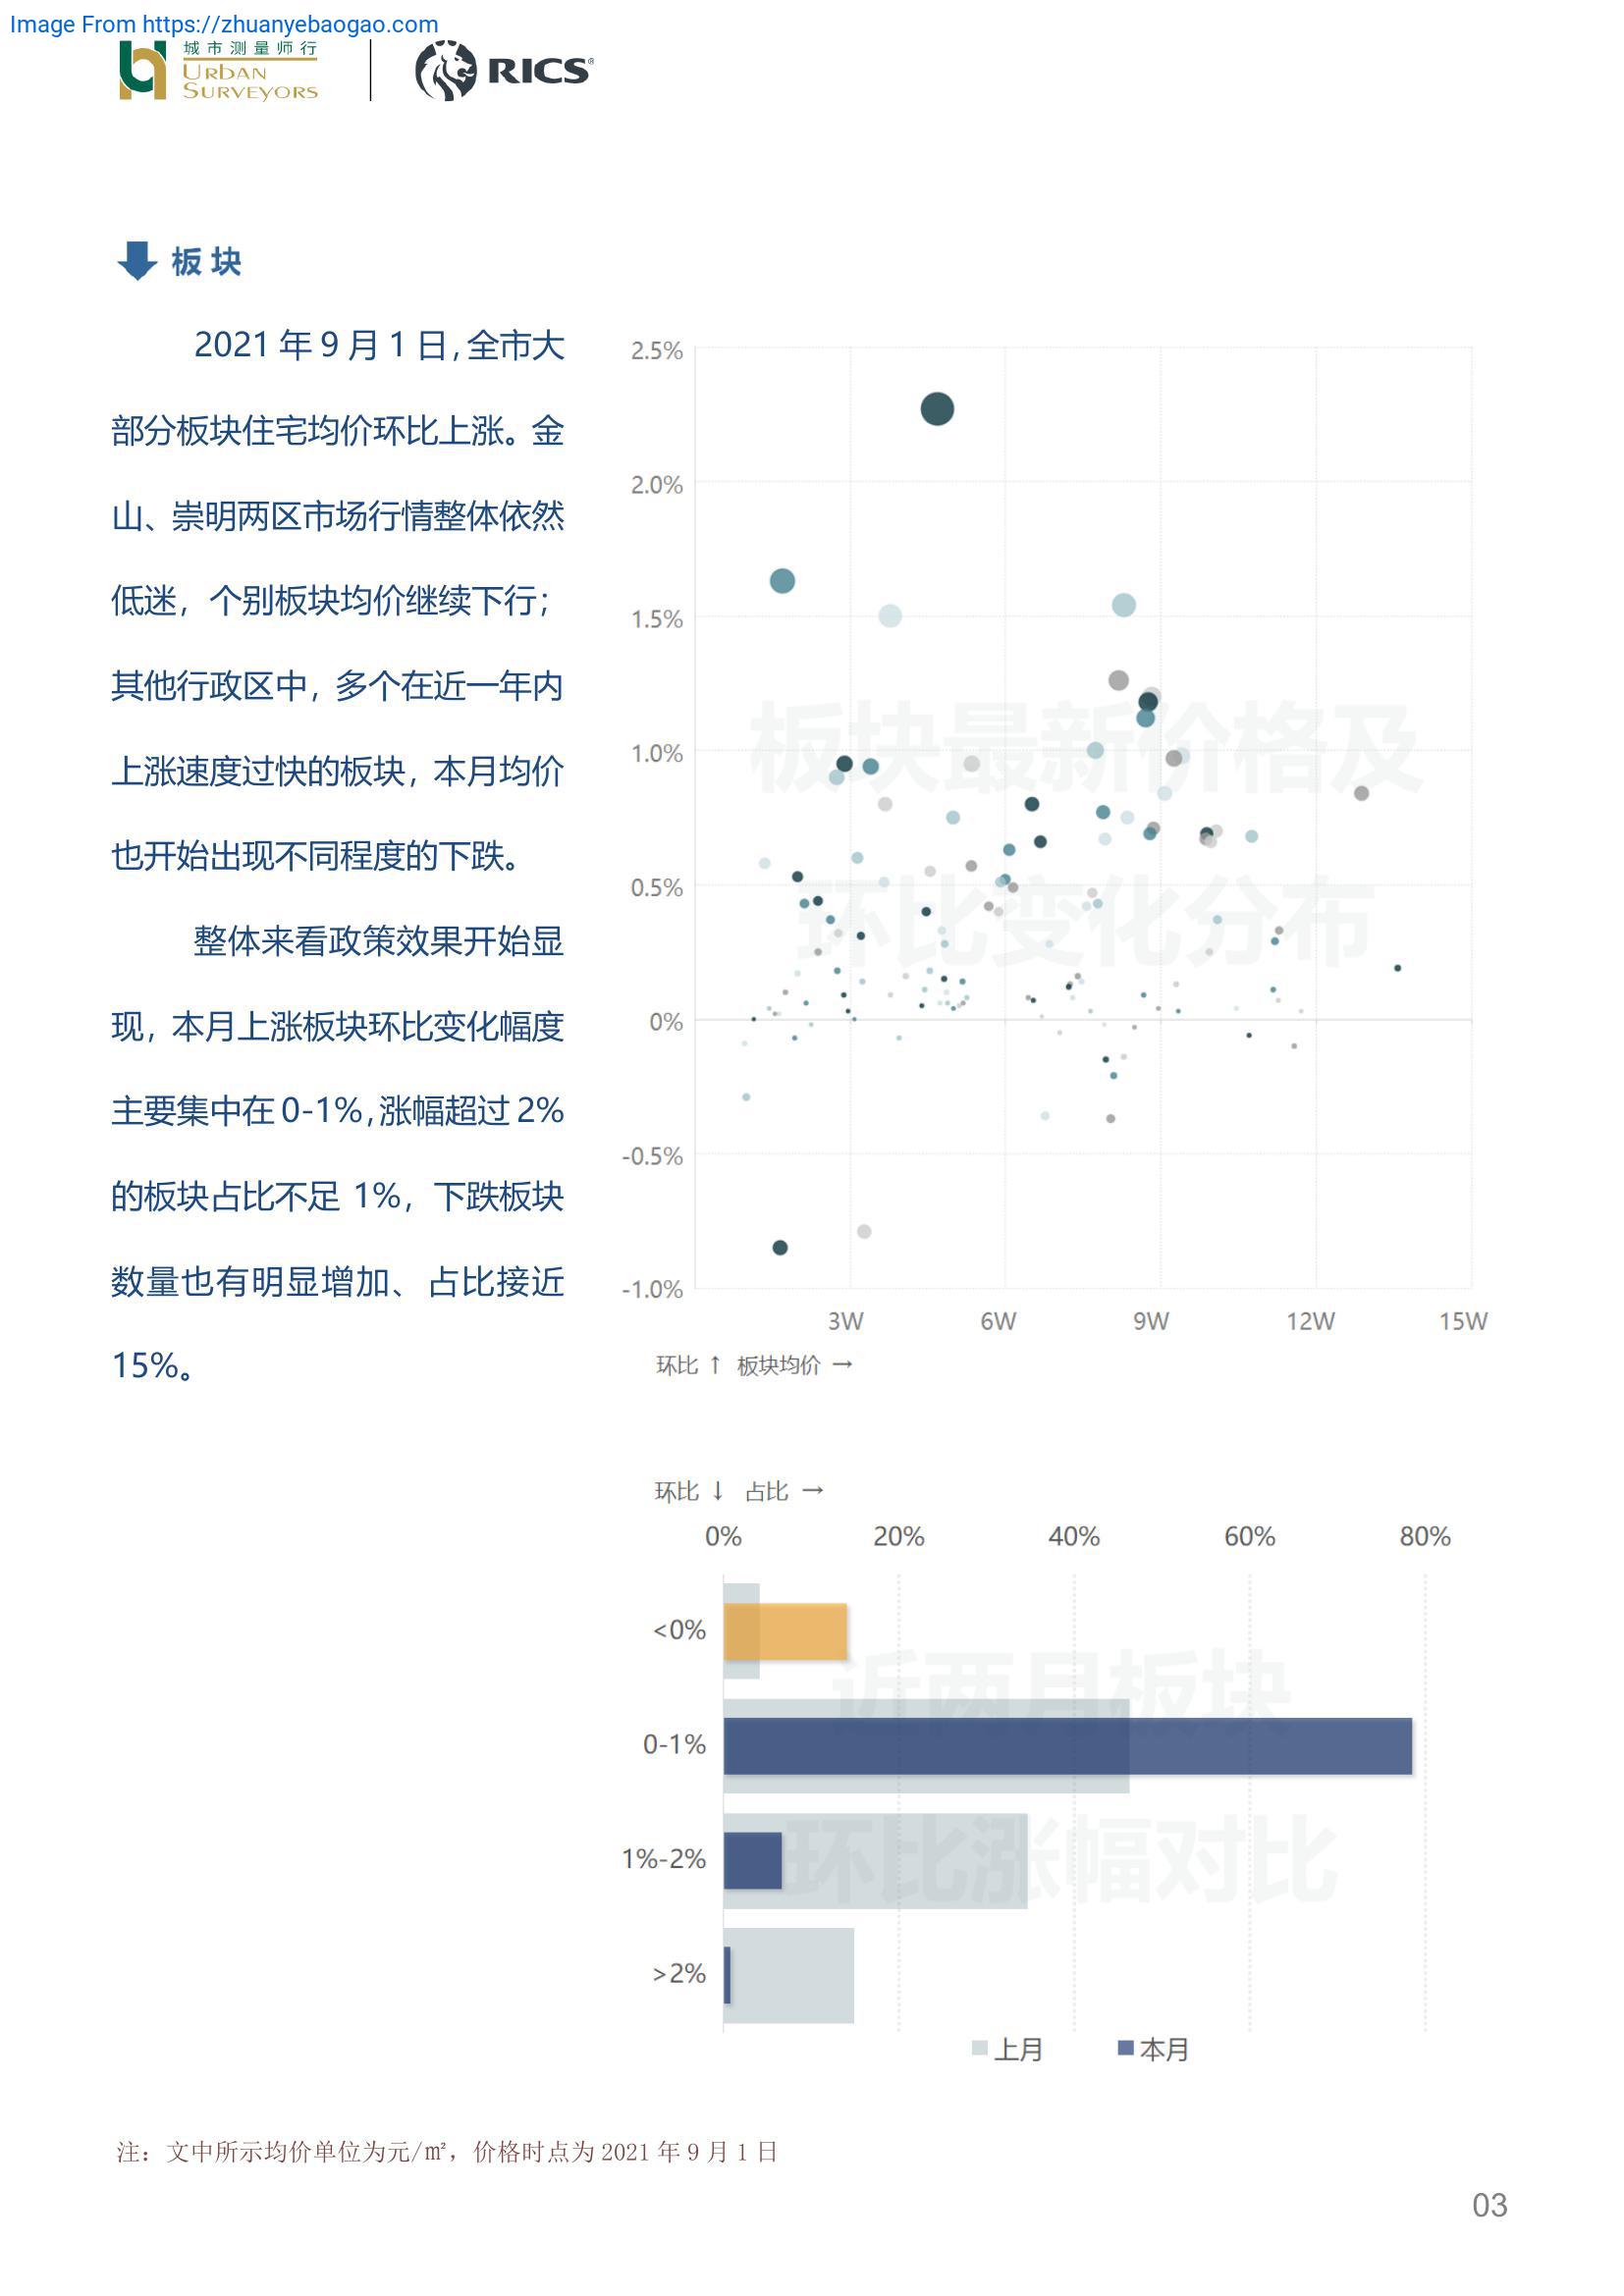 Image From https://zhuanyebaogao.com
城市测量师行
URBAN
SURVEYORS
RICS®
板块
2021 年 9 月 1 日，全市大
部分板块住宅均价环比上涨。金
山、崇明两区市场行情整体依然
低迷，个别板块均价继续下行；
其他行政区中，多个在近一年内
上涨速度过快的板块，本月均价
也开始出现不同程度的下跌。
整体来看政策效果开始显
现，本月上涨板块环比变化幅度
主要集中在 0-1%，涨幅超过 2%
的板块占比不足 1%，下跌板块
数量也有明显增加、占比接近
15%。
2.5%
2.0%
1.5%
1.0%
0.5%
0%
-0.5%
-1.0%
板块最新价格及
环比变化分布
3W 6W 9W 12W 15W
环比 ↑ 板块均价 →
环比 ↓ 占比 →
0% 20% 40% 60% 80%
<0%
0-1%
1%-2%
>2%
近两月板块
环比涨幅对比
上月 本月
注：文中所示均价单位为元/㎡，价格时点为 2021 年 9 月 1 日
03